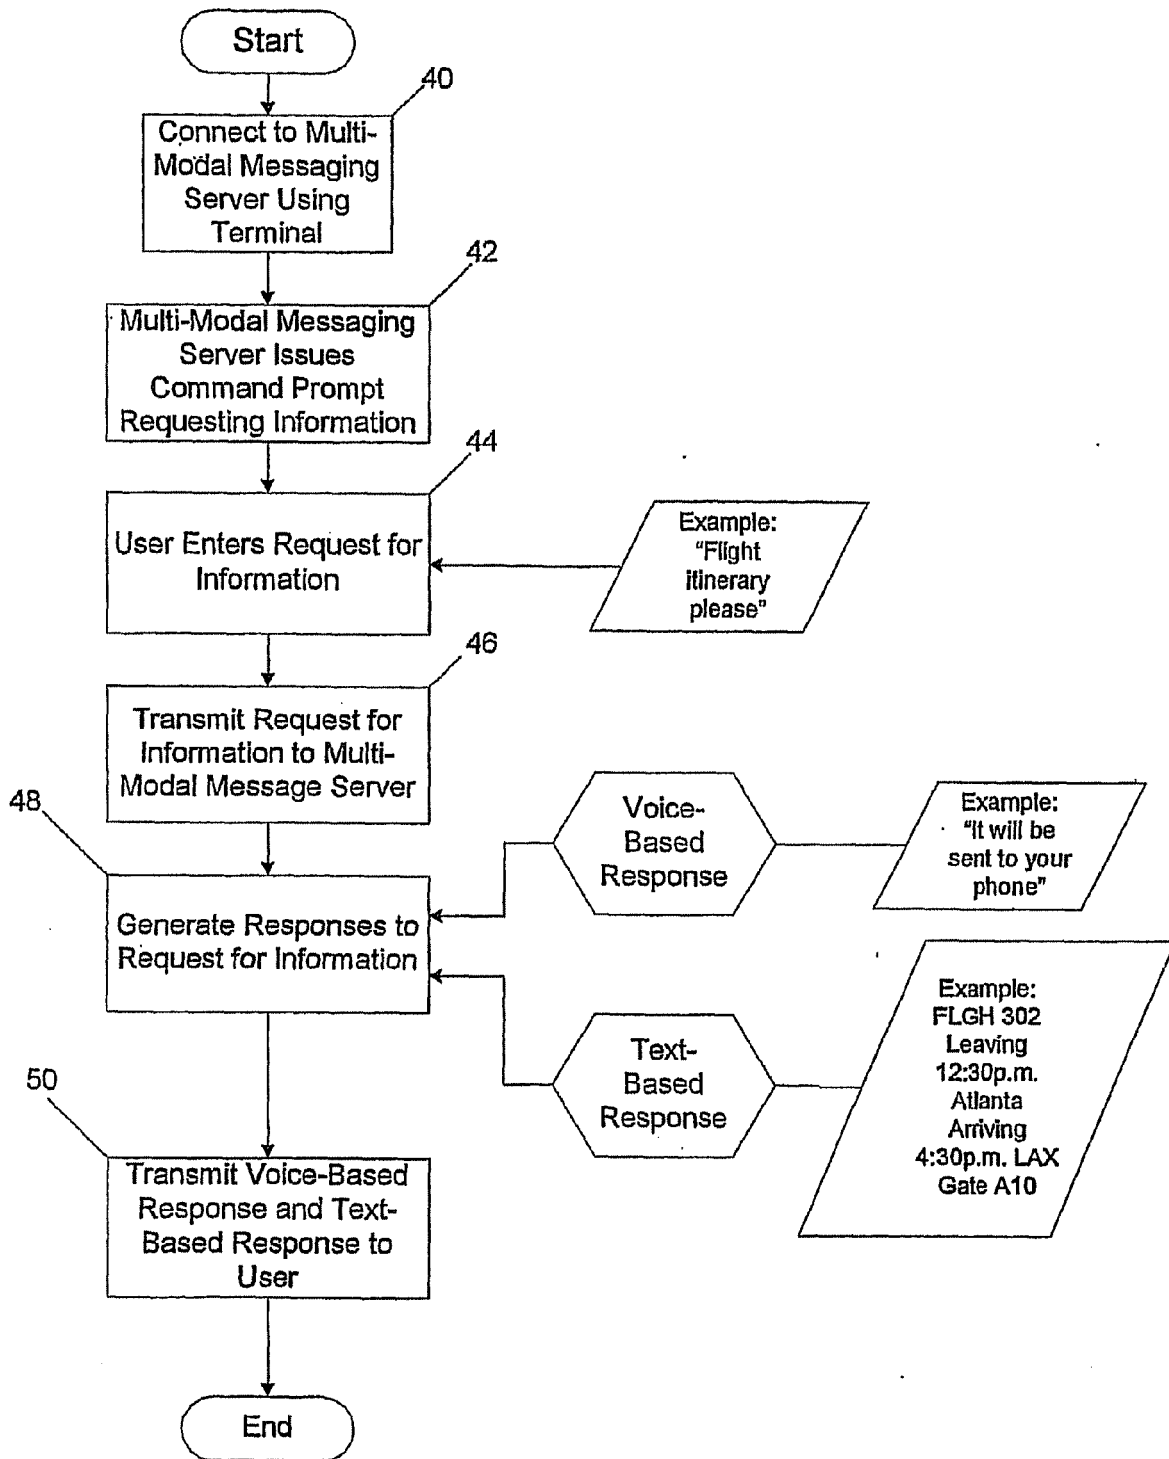 Start
40
Connect to Multi-
Modal Messaging
Server Using
Terminal
42
Multi-Modal Messaging
Server Issues
Command Prompt
Requesting Information
44
User Enters Request for
Information
Example:
"Flight
itinerary
please"
46
Transmit Request for
Information to Multi-
Modal Message Server
48
Generate Responses to
Request for Information
Voice-
Based
Response
Example:
"It will be
sent to your
phone"
Text-
Based
Response
Example:
FLGH 302
Leaving
12:30p.m.
Atlanta
Arriving
4:30p.m. LAX
Gate A10
50
Transmit Voice-Based
Response and Text-
Based Response to
User
End